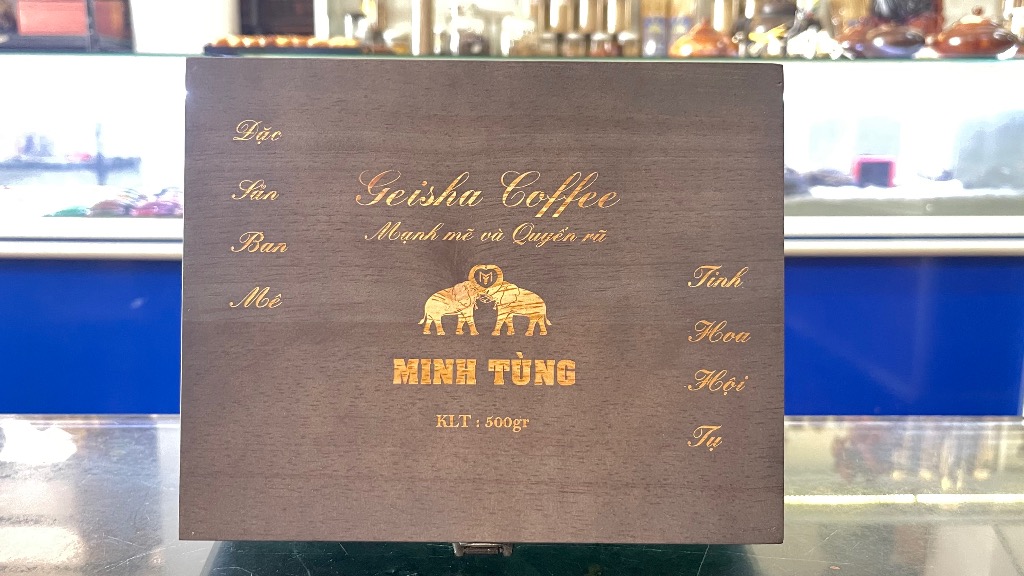 Đặc
Sản
Ban
Mê
Geisha Coffee
Mạnh mẽ và Quyến rũ
M
MINH TÙNG
KLT : 500gr
Tinh
Hoa
Hội
Tụ